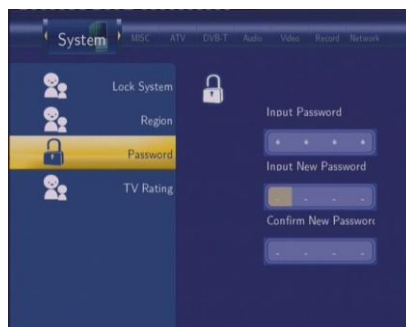 System MISC ATV DVB-T Audio Video Record Network
Lock System
Region
Password
TV Rating
Input Password
* * * *
Input New Password
- - -
Confirm New Password
- - - -